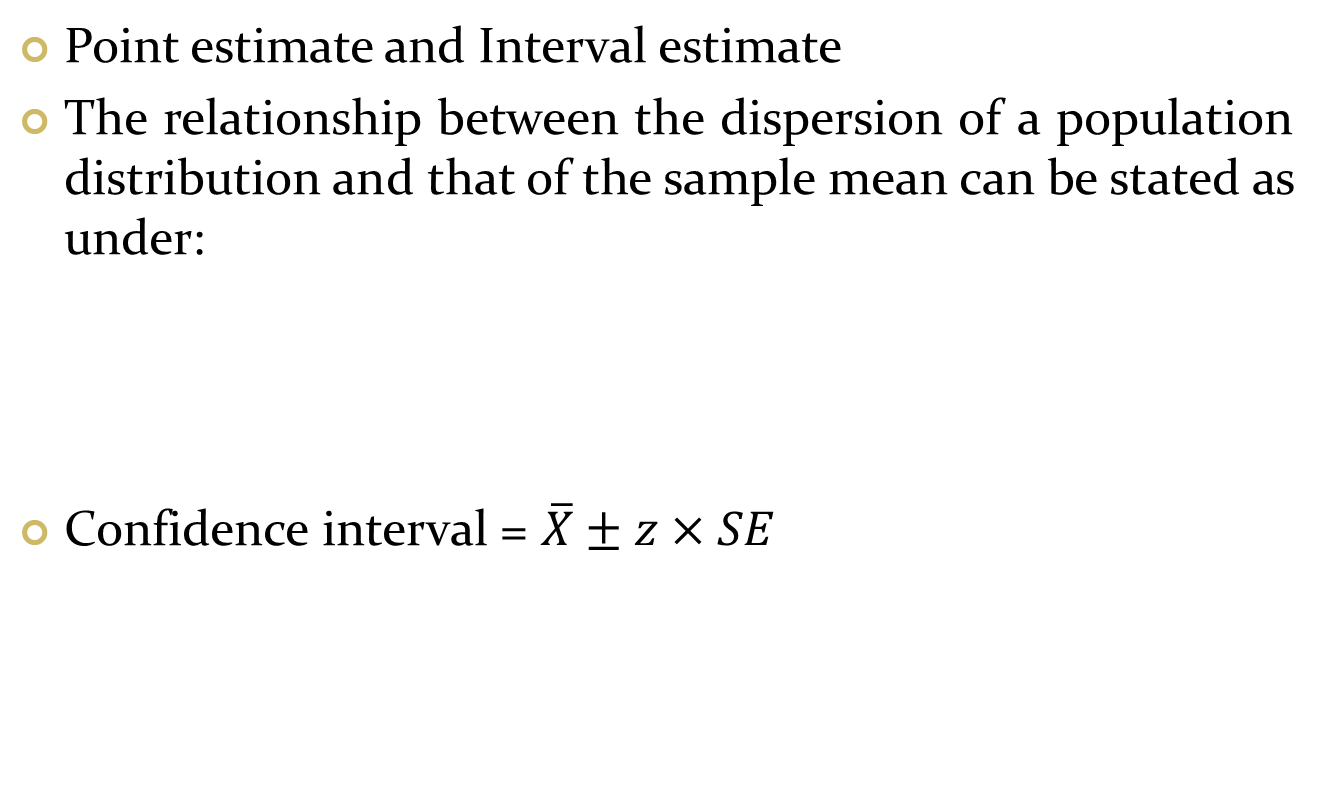 Point estimate and Interval estimate
The relationship between the dispersion of a population
distribution and that of the sample mean can be stated as
under:
Confidence interval = X̄ ± z × SE